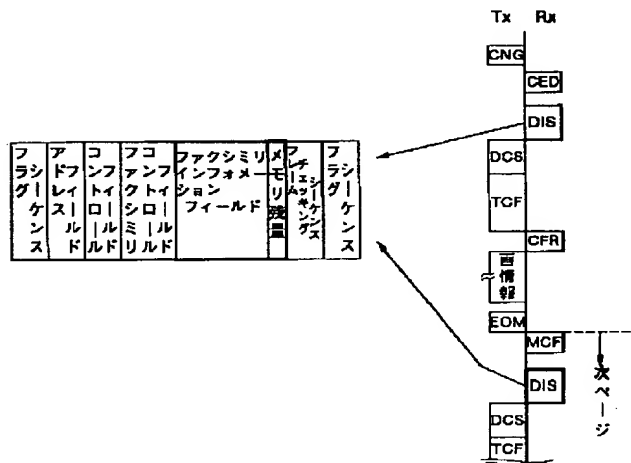 Tx Rx
CNG
CED
DIS
DCS
TCF
CFR
画情報
EOM
MCF
次ページ
DIS
DCS
TCF
フラグ
シーケンス
アドレス
フィールド
コントロール
フィールド
ファクシミリ
コントロール
フィールド
ファクシミリ
インフォメー
ション
フィールド
メモリ残量
フレーム
チェッキング
シーケンス
フラグ
シーケンス